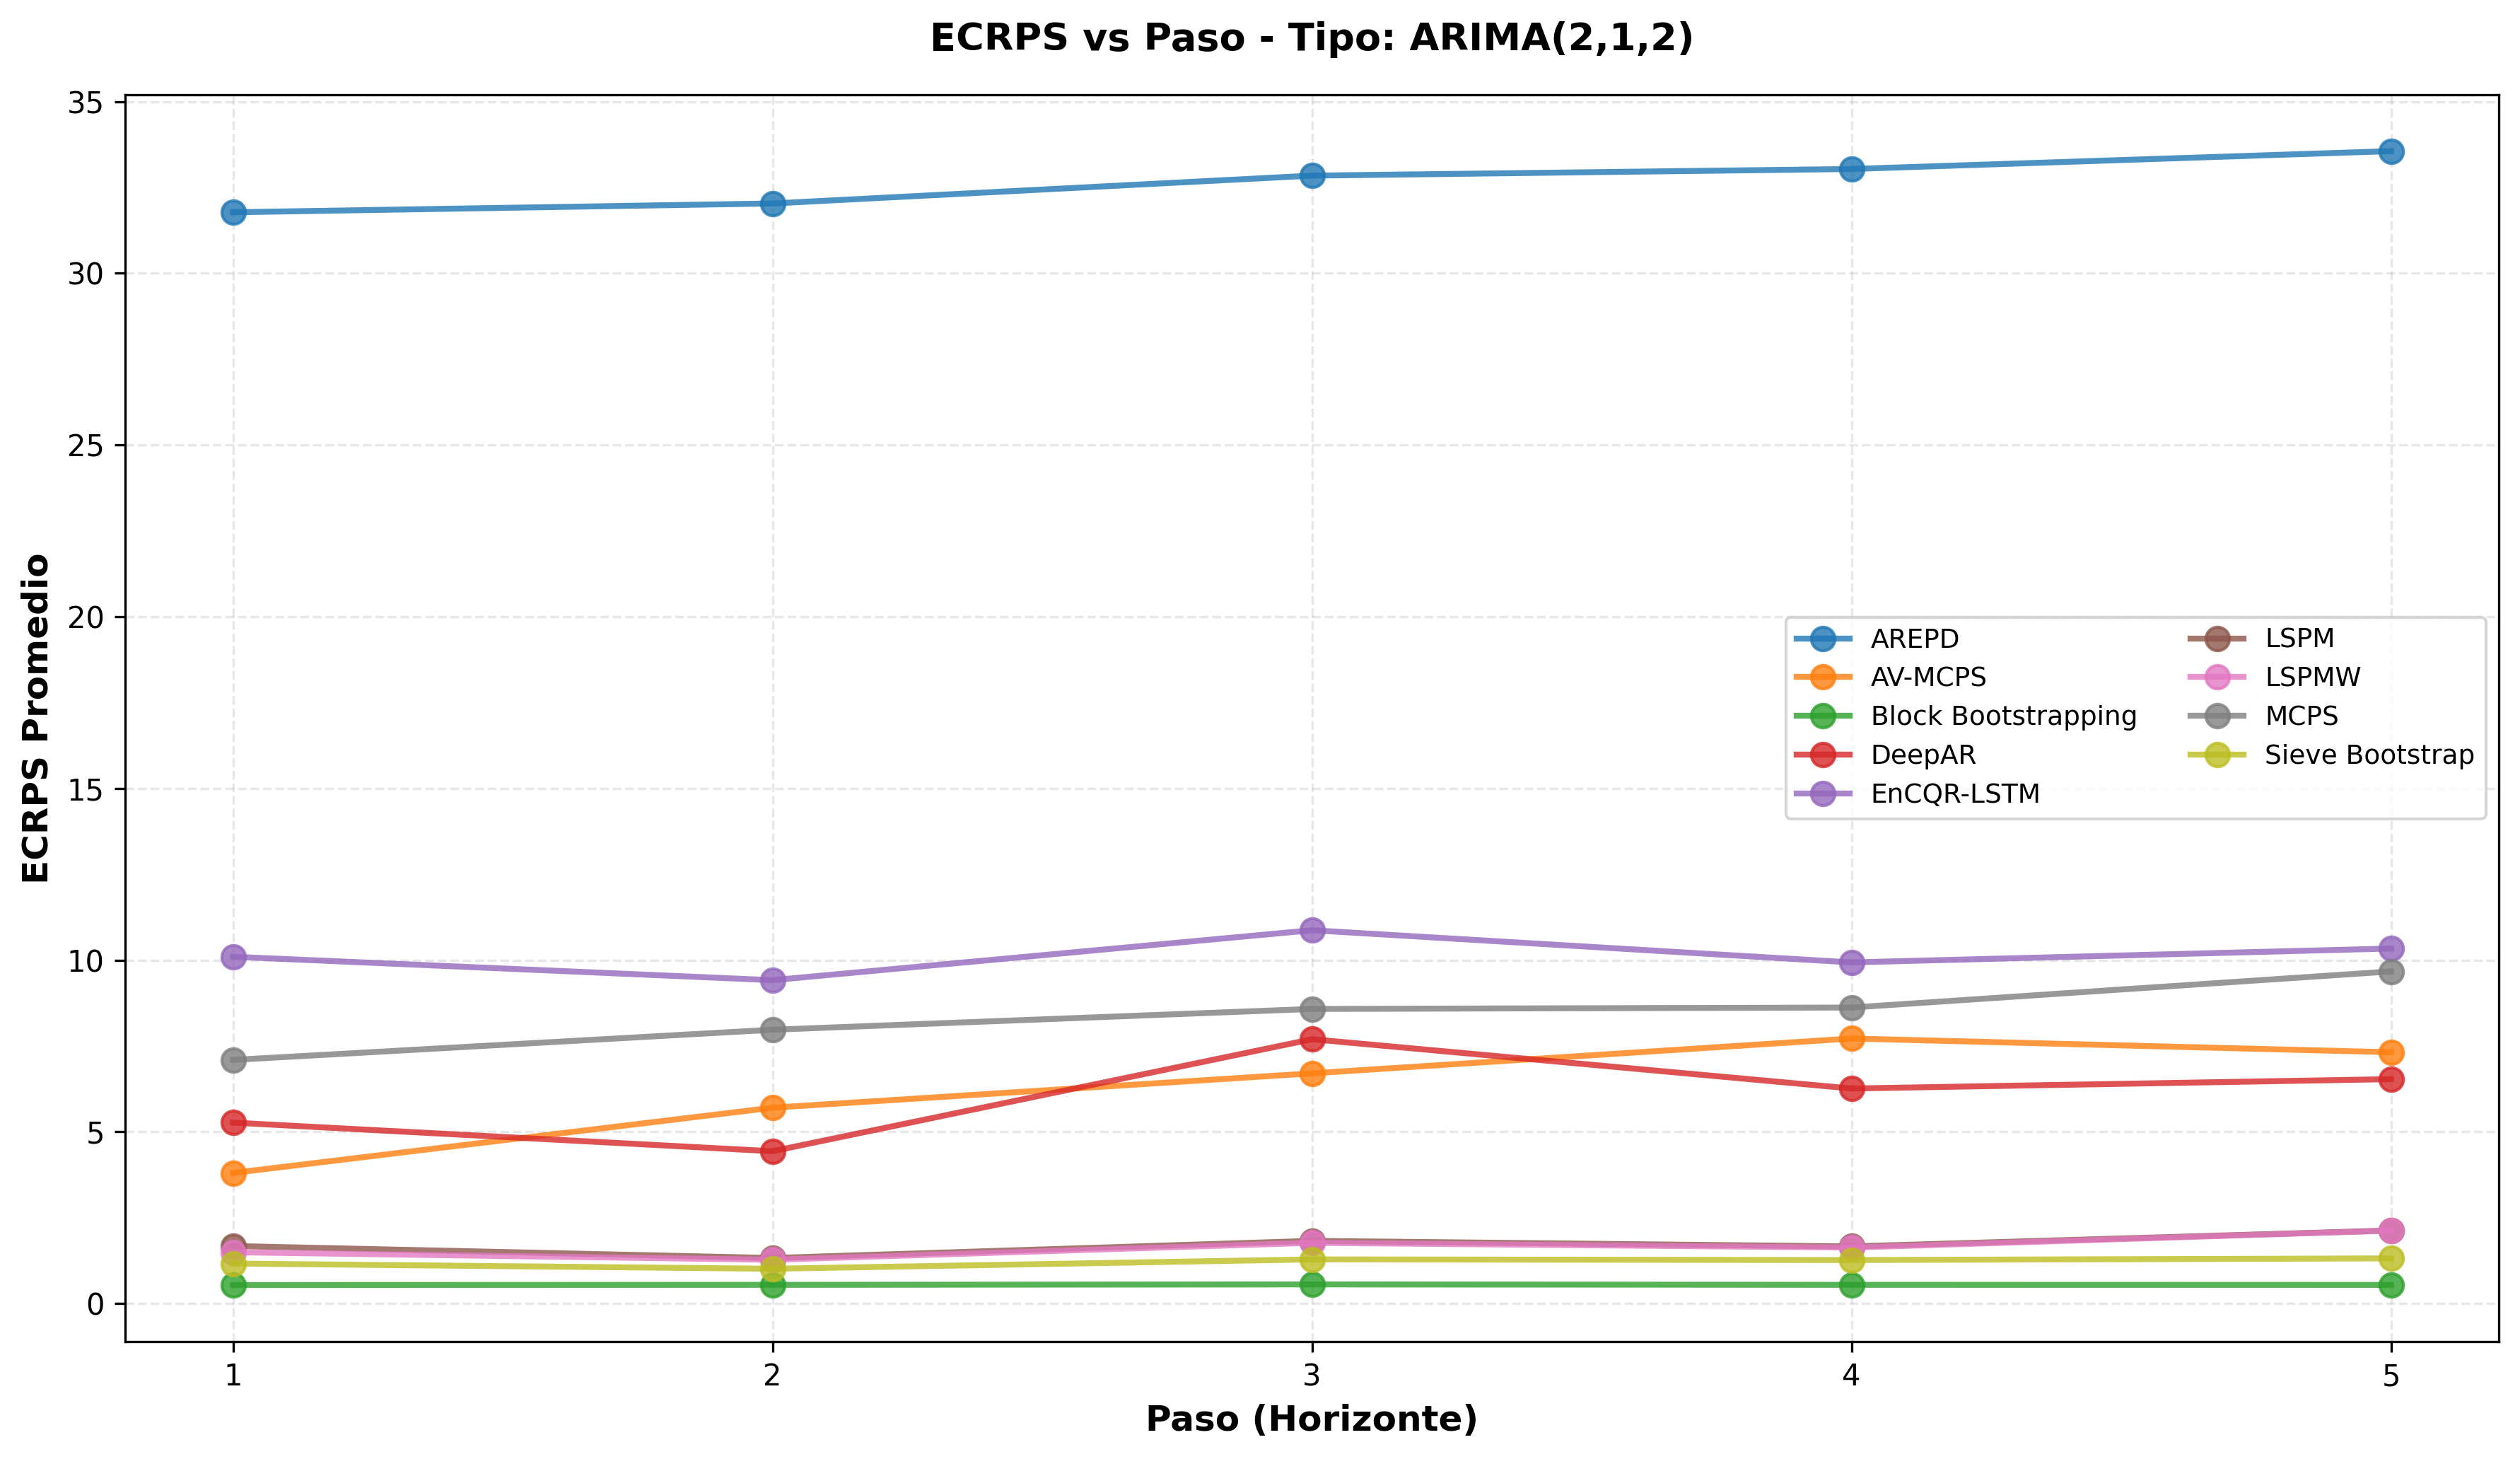 ECRPS vs Paso - Tipo: ARIMA(2,1,2)
ECRPS Promedio
35
30
25
20
15
10
5
0
AREPD
AV-MCPS
Block Bootstrapping
DeepAR
EnCQR-LSTM
LSPM
LSPMW
MCPS
Sieve Bootstrap
1 2 3 4 5
Paso (Horizonte)